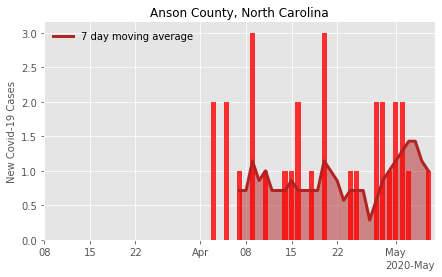 Anson County, North Carolina
7 day moving average
New Covid-19 Cases
3.0
2.5
2.0
1.5
1.0
0.5
0.0
08 15 22 Apr 08 15 22 May
2020-May